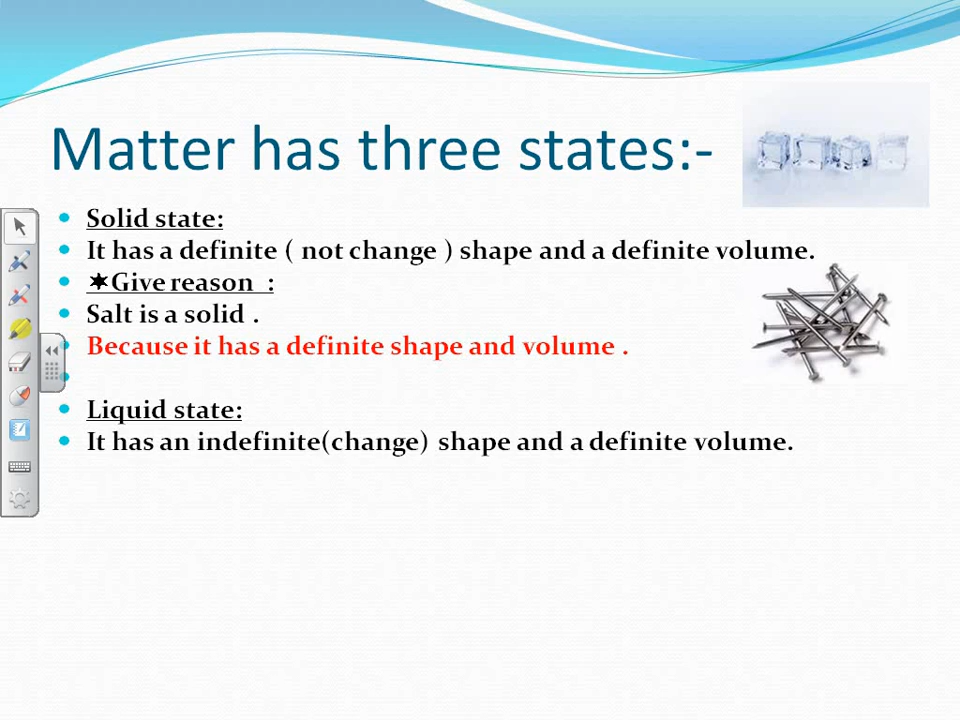 Matter has three states:-
Solid state:
It has a definite ( not change ) shape and a definite volume.
✷Give reason :
Salt is a solid .
Because it has a definite shape and volume .
Liquid state:
It has an indefinite(change) shape and a definite volume.